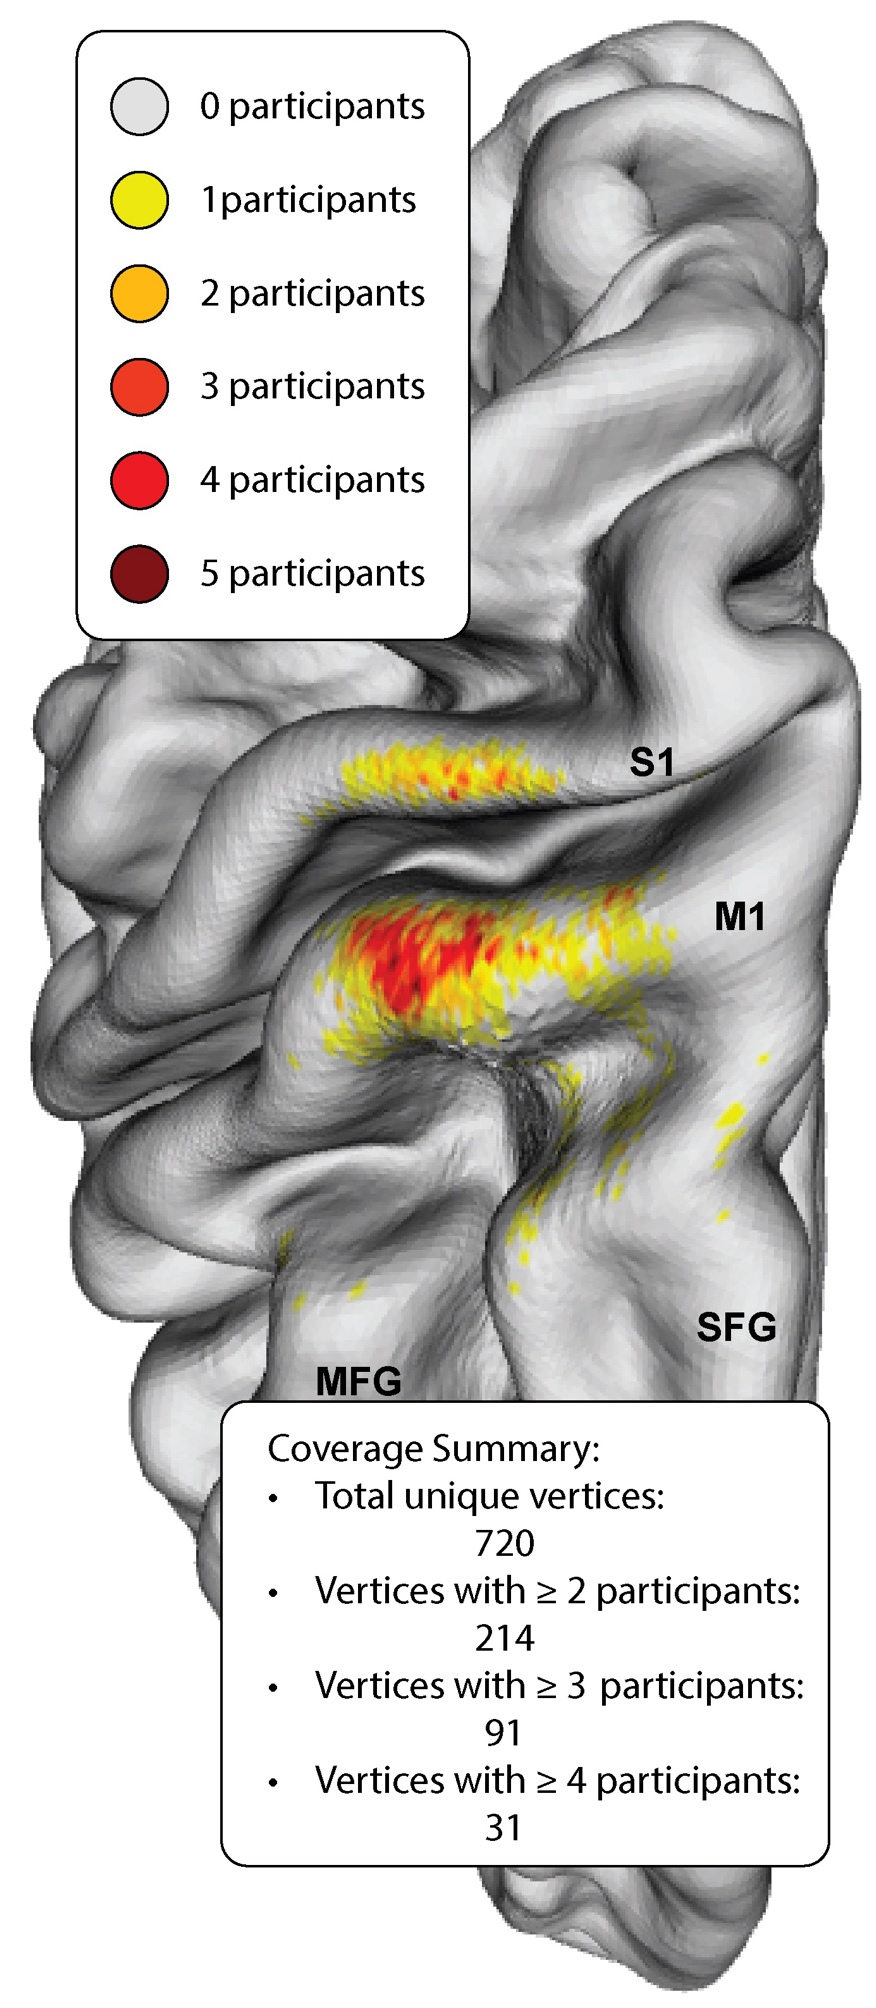 0 participants
1participants
2 participants
3 participants
4 participants
5 participants
S1
M1
SFG
MFG
Coverage Summary:
• Total unique vertices:
720
• Vertices with ≥ 2 participants:
214
• Vertices with ≥ 3 participants:
91
• Vertices with ≥ 4 participants:
31